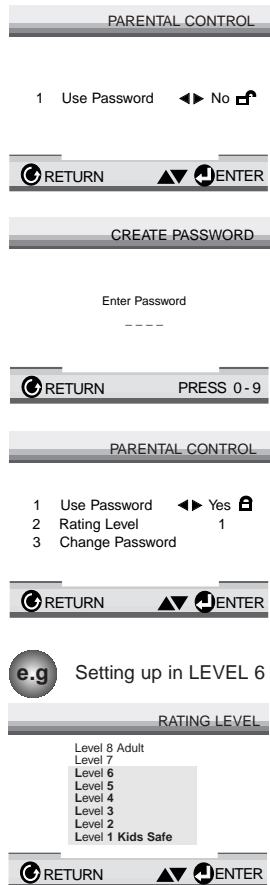 PARENTAL CONTROL
1 Use Password ◀▶ No
RETURN ▲▼ ENTER
CREATE PASSWORD
Enter Password
_ _ _ _
RETURN PRESS 0 - 9
PARENTAL CONTROL
1 Use Password ◀▶ Yes
2 Rating Level 1
3 Change Password
RETURN ▲▼ ENTER
e.g Setting up in LEVEL 6
RATING LEVEL
Level 8 Adult
Level 7
Level 6
Level 5
Level 4
Level 3
Level 2
Level 1 Kids Safe
RETURN ▲▼ ENTER